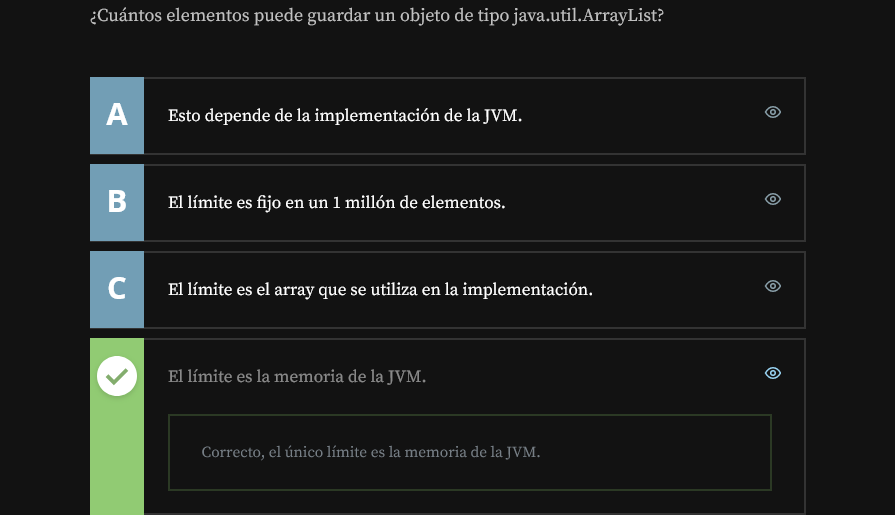 ¿Cuántos elementos puede guardar un objeto de tipo java.util.ArrayList?
A
Esto depende de la implementación de la JVM.
B
El límite es fijo en un 1 millón de elementos.
C
El límite es el array que se utiliza en la implementación.
El límite es la memoria de la JVM.
Correcto, el único límite es la memoria de la JVM.